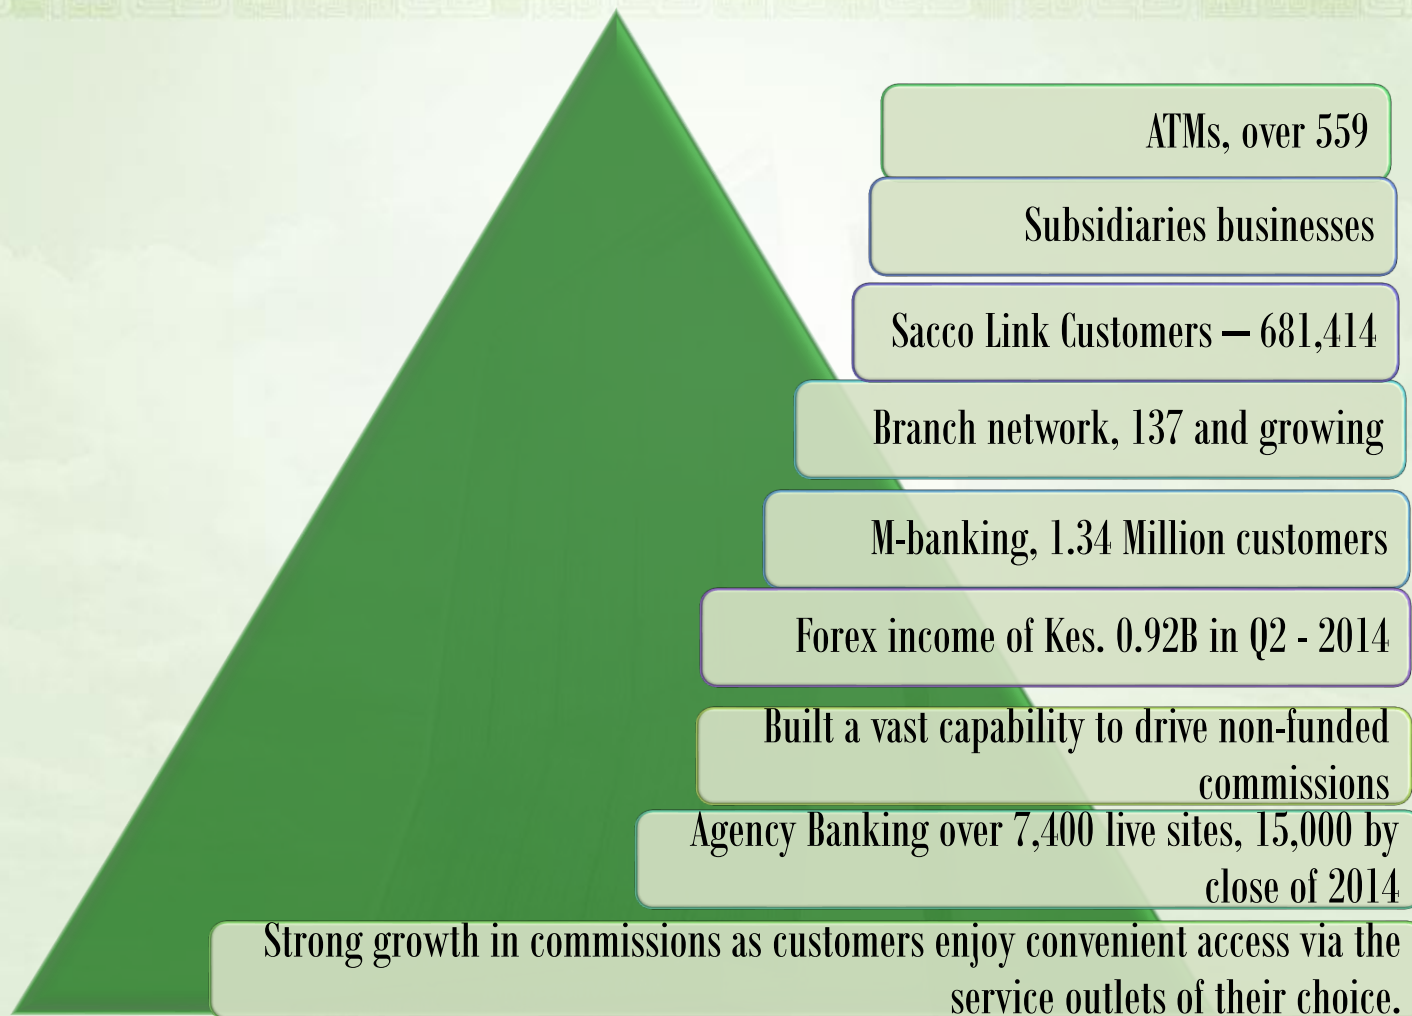 ATMs, over 559
Subsidiaries businesses
Sacco Link Customers – 681,414
Branch network, 137 and growing
M-banking, 1.34 Million customers
Forex income of Kes. 0.92B in Q2 - 2014
Built a vast capability to drive non-funded
commissions
Agency Banking over 7,400 live sites, 15,000 by
close of 2014
Strong growth in commissions as customers enjoy convenient access via the
service outlets of their choice.